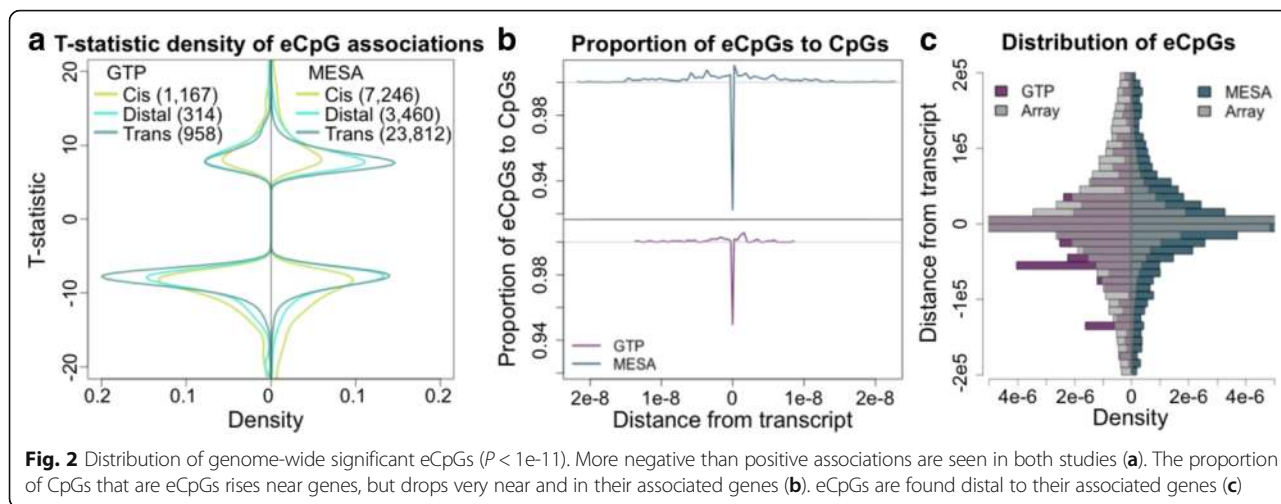 a T-statistic density of eCpG associations
GTP
Cis (1,167)
Distal (314)
Trans (958)
MESA
Cis (7,246)
Distal (3,460)
Trans (23,812)
T-statistic
20
10
0
-10
-20
0.2 0.1 0 0.1 0.2
Density
b Proportion of eCpGs to CpGs
Proportion of eCpGs to CpGs
0.98
0.94
0.98
0.94
GTP
MESA
2e-8 1e-8 0 1e-8 2e-8
Distance from transcript
c Distribution of eCpGs
GTP
Array
MESA
Array
Distance from transcript
2e5
1e5
0
-1e5
-2e5
4e-6 2e-6 0 2e-6 4e-6
Density
Fig. 2 Distribution of genome-wide significant eCpGs (P < 1e-11). More negative than positive associations are seen in both studies (a). The proportion
of CpGs that are eCpGs rises near genes, but drops very near and in their associated genes (b). eCpGs are found distal to their associated genes (c)